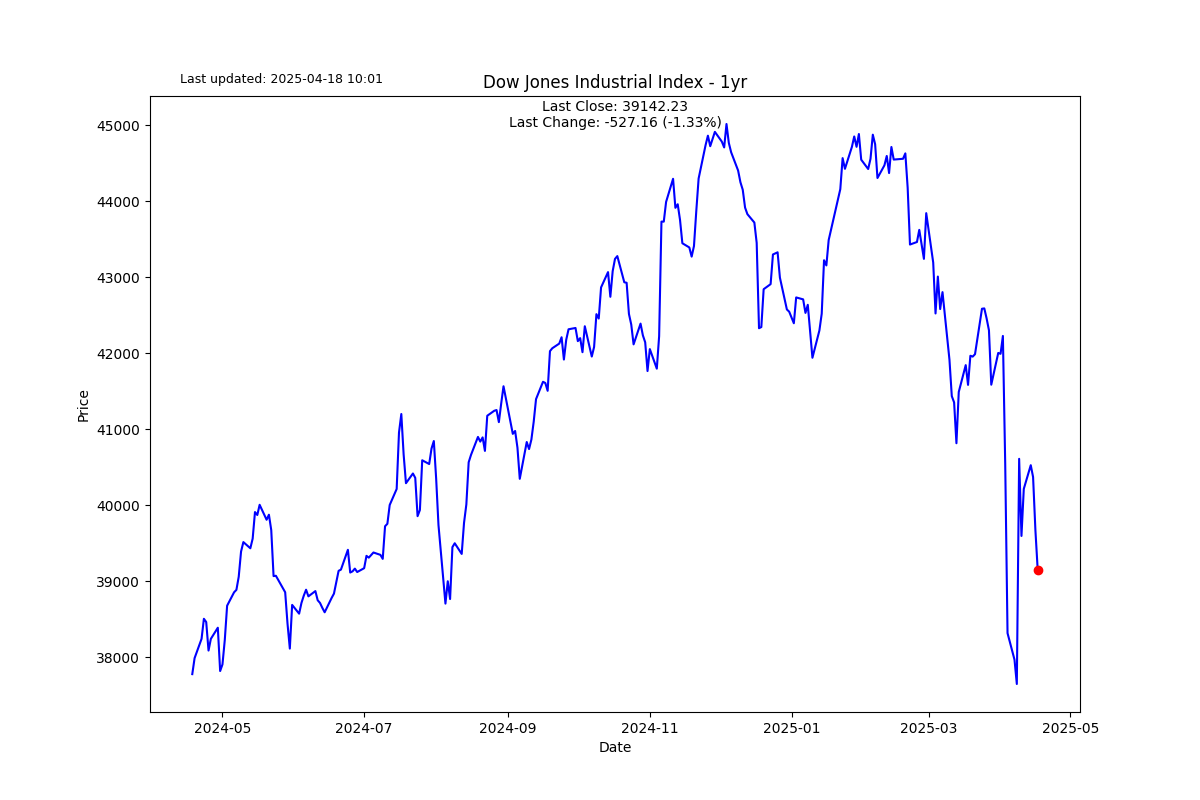 Last updated: 2025-04-18 10:01
Dow Jones Industrial Index - 1yr
Last Close: 39142.23
Last Change: -527.16 (-1.33%)
45000
44000
43000
42000
41000
40000
39000
38000
Price
2024-05
2024-07
2024-09
2024-11
2025-01
2025-03
2025-05
Date